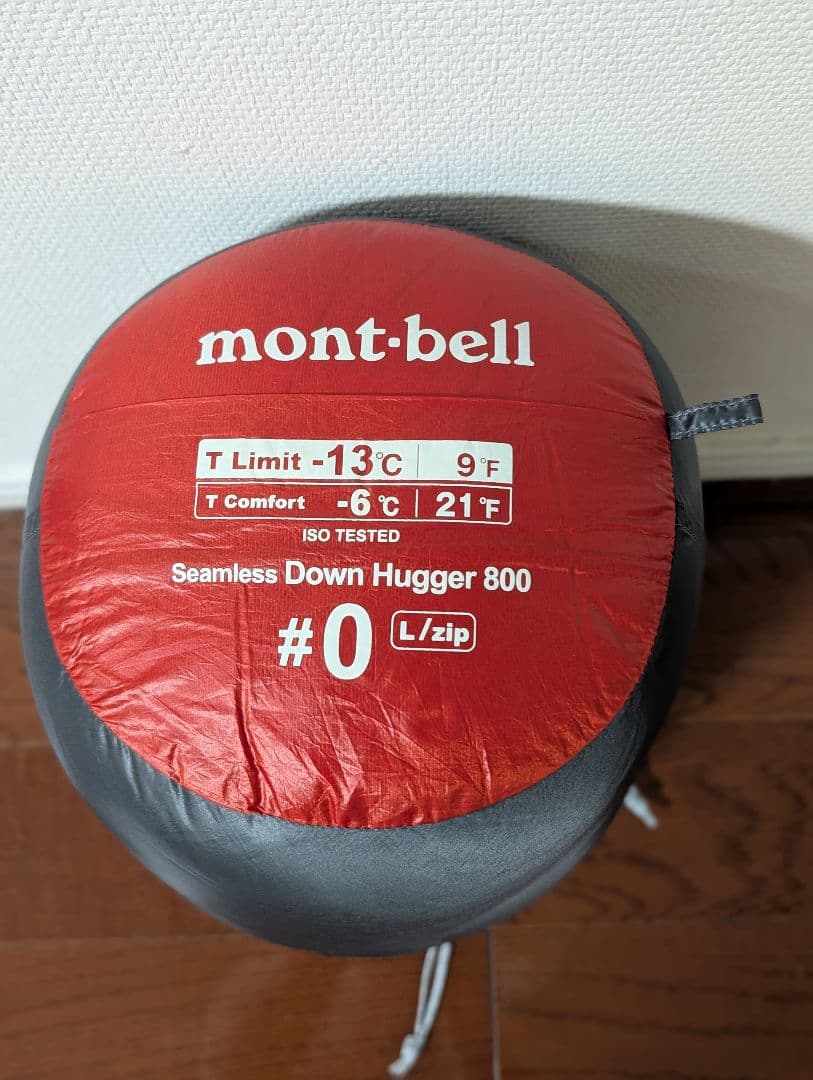 mont-bell
T Limit -13°C | 9°F
T Comfort -6°C | 21°F
ISO TESTED
Seamless Down Hugger 800
#0 L/zip